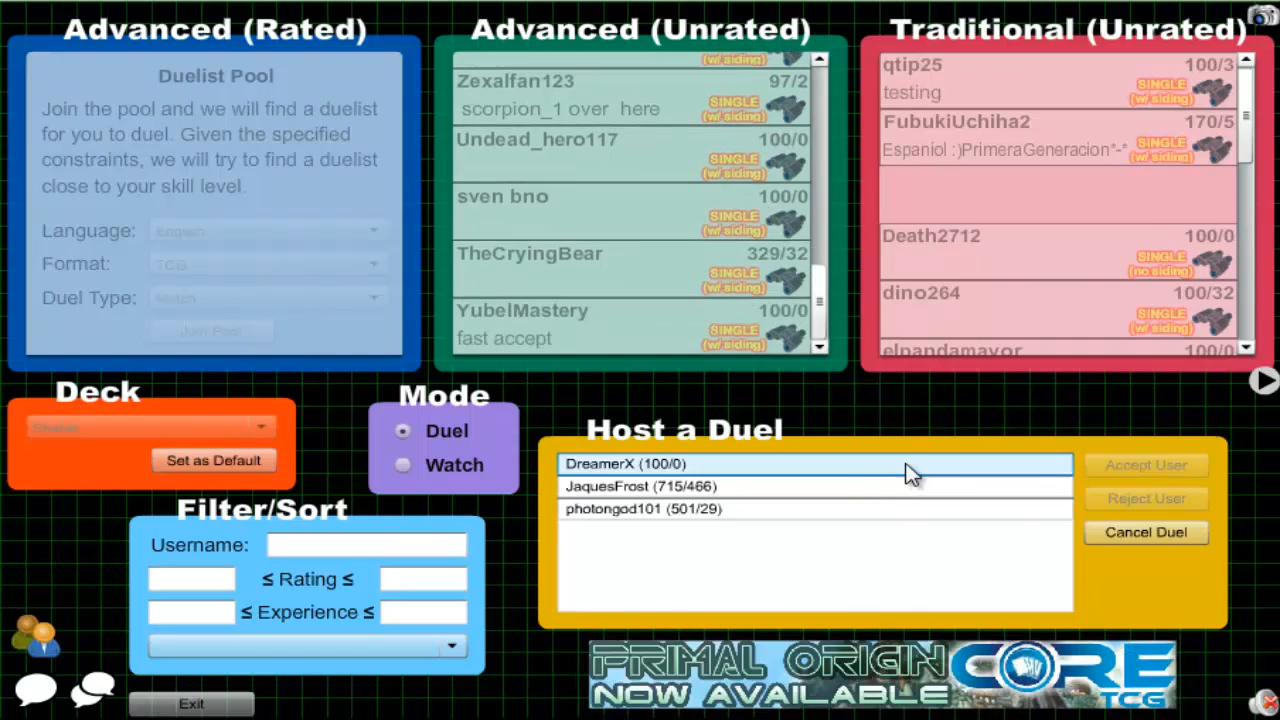 Advanced (Rated)
Duelist Pool
Join the pool and we will find a duelist
for you to duel. Given the specified
constraints, we will try to find a duelist
close to your skill level.
Language: English
Format: TCG
Duel Type: Match
Join Pool
Advanced (Unrated)
(w/ siding)
Zexalfan123 97/2
scorpion_1 over here SINGLE
(w/ siding)
Undead_hero117 100/0
SINGLE
(w/ siding)
sven bno 100/0
SINGLE
(w/ siding)
TheCryingBear 329/32
SINGLE
(w/ siding)
YubelMastery 100/0
fast accept SINGLE
(w/ siding)
Traditional (Unrated)
qtip25 100/3
testing SINGLE
(w/ siding)
FubukiUchiha2 170/5
Espaniol :)PrimeraGeneracion*-* SINGLE
(w/ siding)
Death2712 100/0
SINGLE
(no siding)
dino264 100/32
SINGLE
(w/ siding)
elpandamayor 100/0
Deck
Set as Default
Mode
Duel
Watch
Filter/Sort
Username:
≤ Rating ≤
≤ Experience ≤
Host a Duel
DreamerX (100/0)
JaquesFrost (715/466)
photongod101 (501/29)
Accept User
Reject User
Cancel Duel
Exit
PRIMAL ORIGIN
NOW AVAILABLE
CORE
TCG